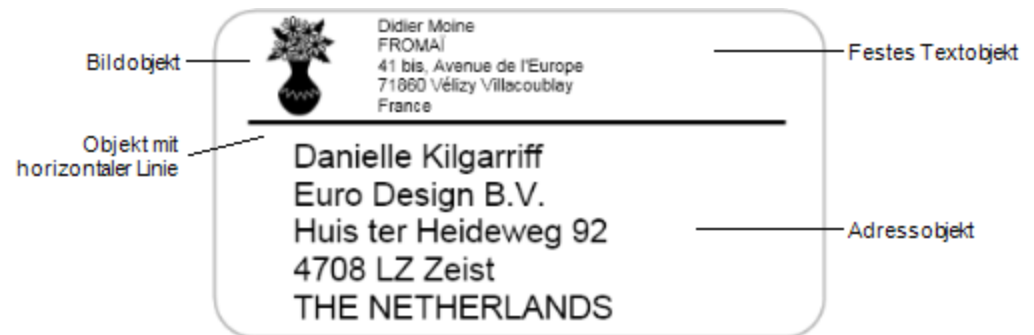 Bildobjekt
Objekt mit
horizontaler Linie
Didier Moine
FROMAÏ
41 bis, Avenue de l'Europe
71860 Vélizy Villacoublay
France
Danielle Kilgarriff
Euro Design B.V.
Huis ter Heideweg 92
4708 LZ Zeist
THE NETHERLANDS
Festes Textobjekt
Adressobjekt